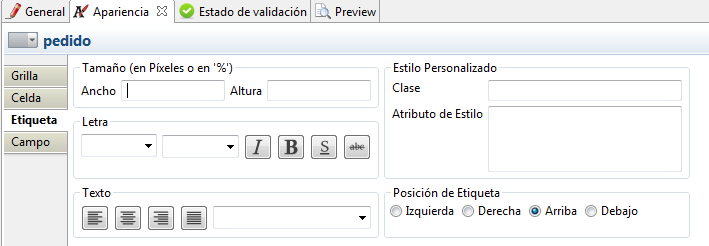 General Apariencia Estado de validación Preview
pedido
Grilla
Celda
Etiqueta
Campo
Tamaño (en Píxeles o en '%')
Ancho Altura
Letra
I B S abc
Texto
Estilo Personalizado
Clase
Atributo de Estilo
Posición de Etiqueta
Izquierda Derecha Arriba Debajo